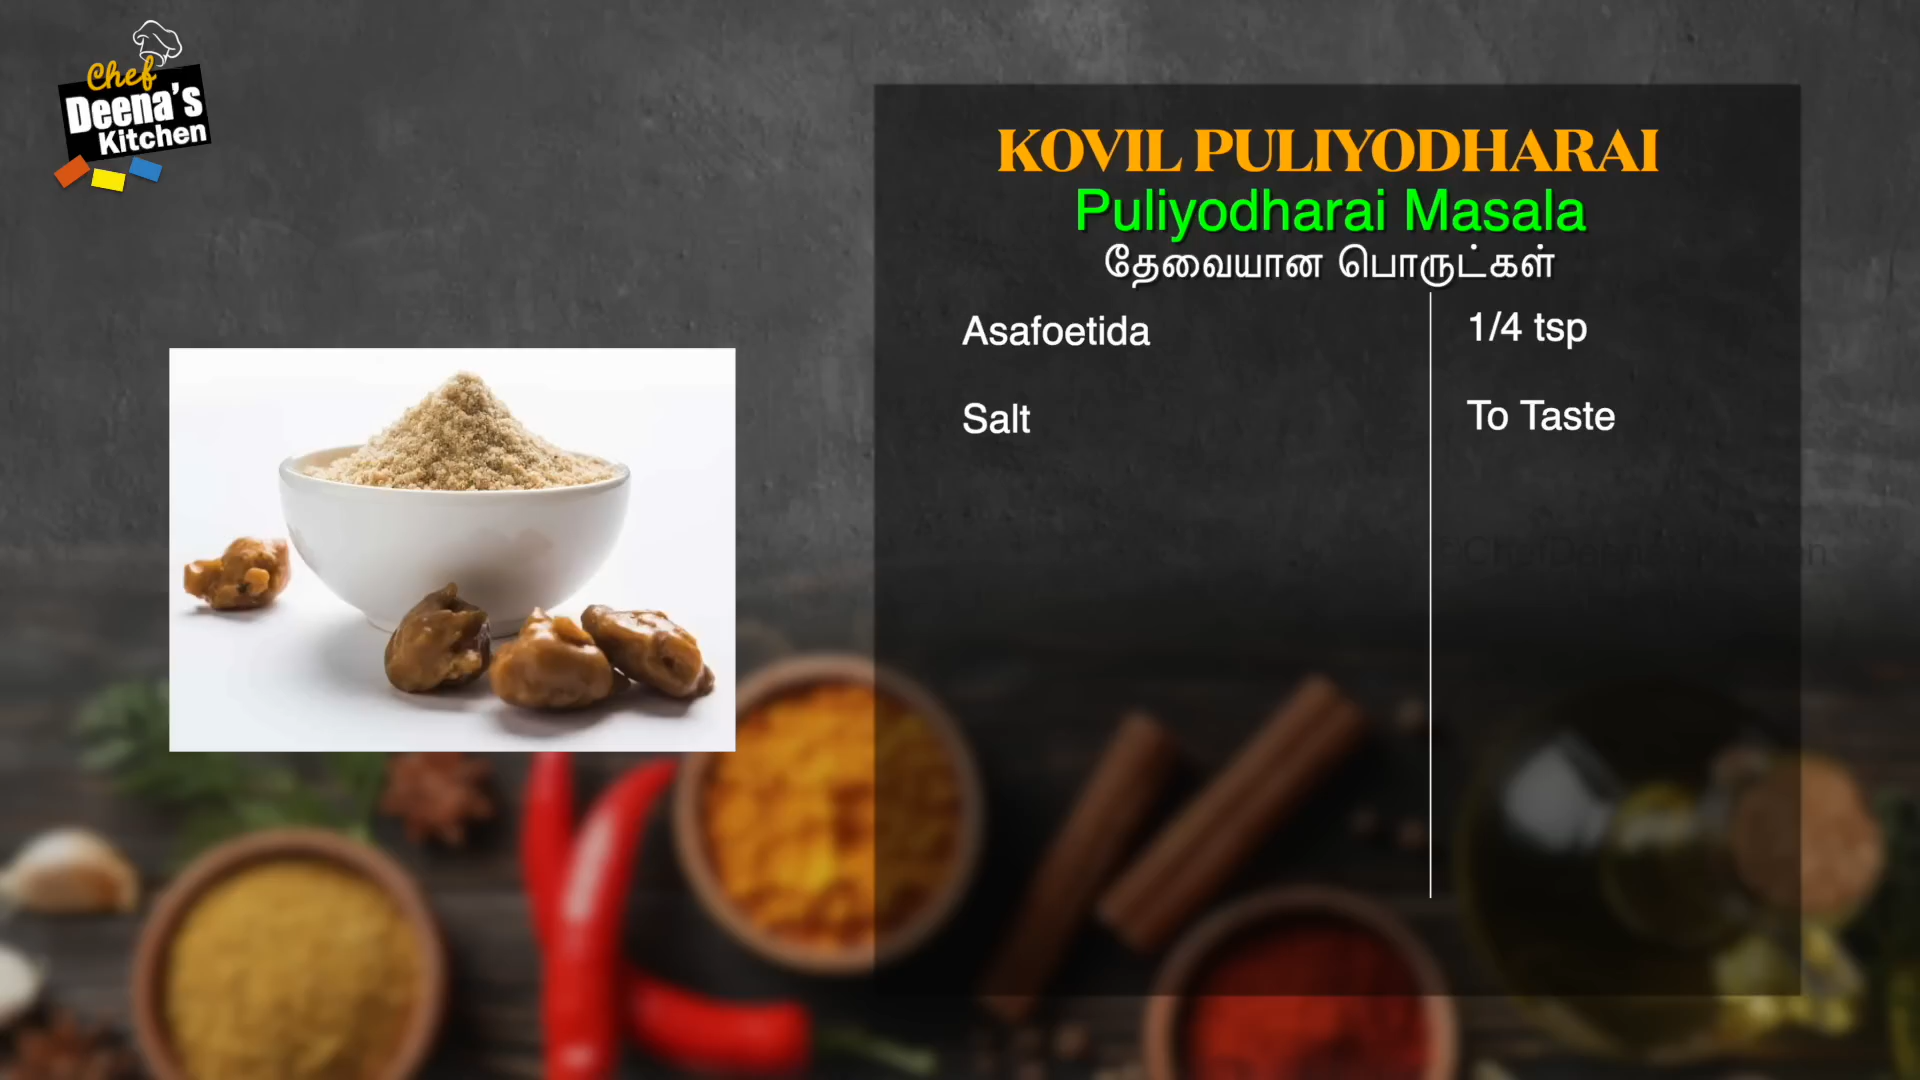 Chef
Deena's
Kitchen
KOVIL PULIYODHARAI
Puliyodharai Masala
தேவையான பொருட்கள்
Asafoetida 1/4 tsp
Salt To Taste